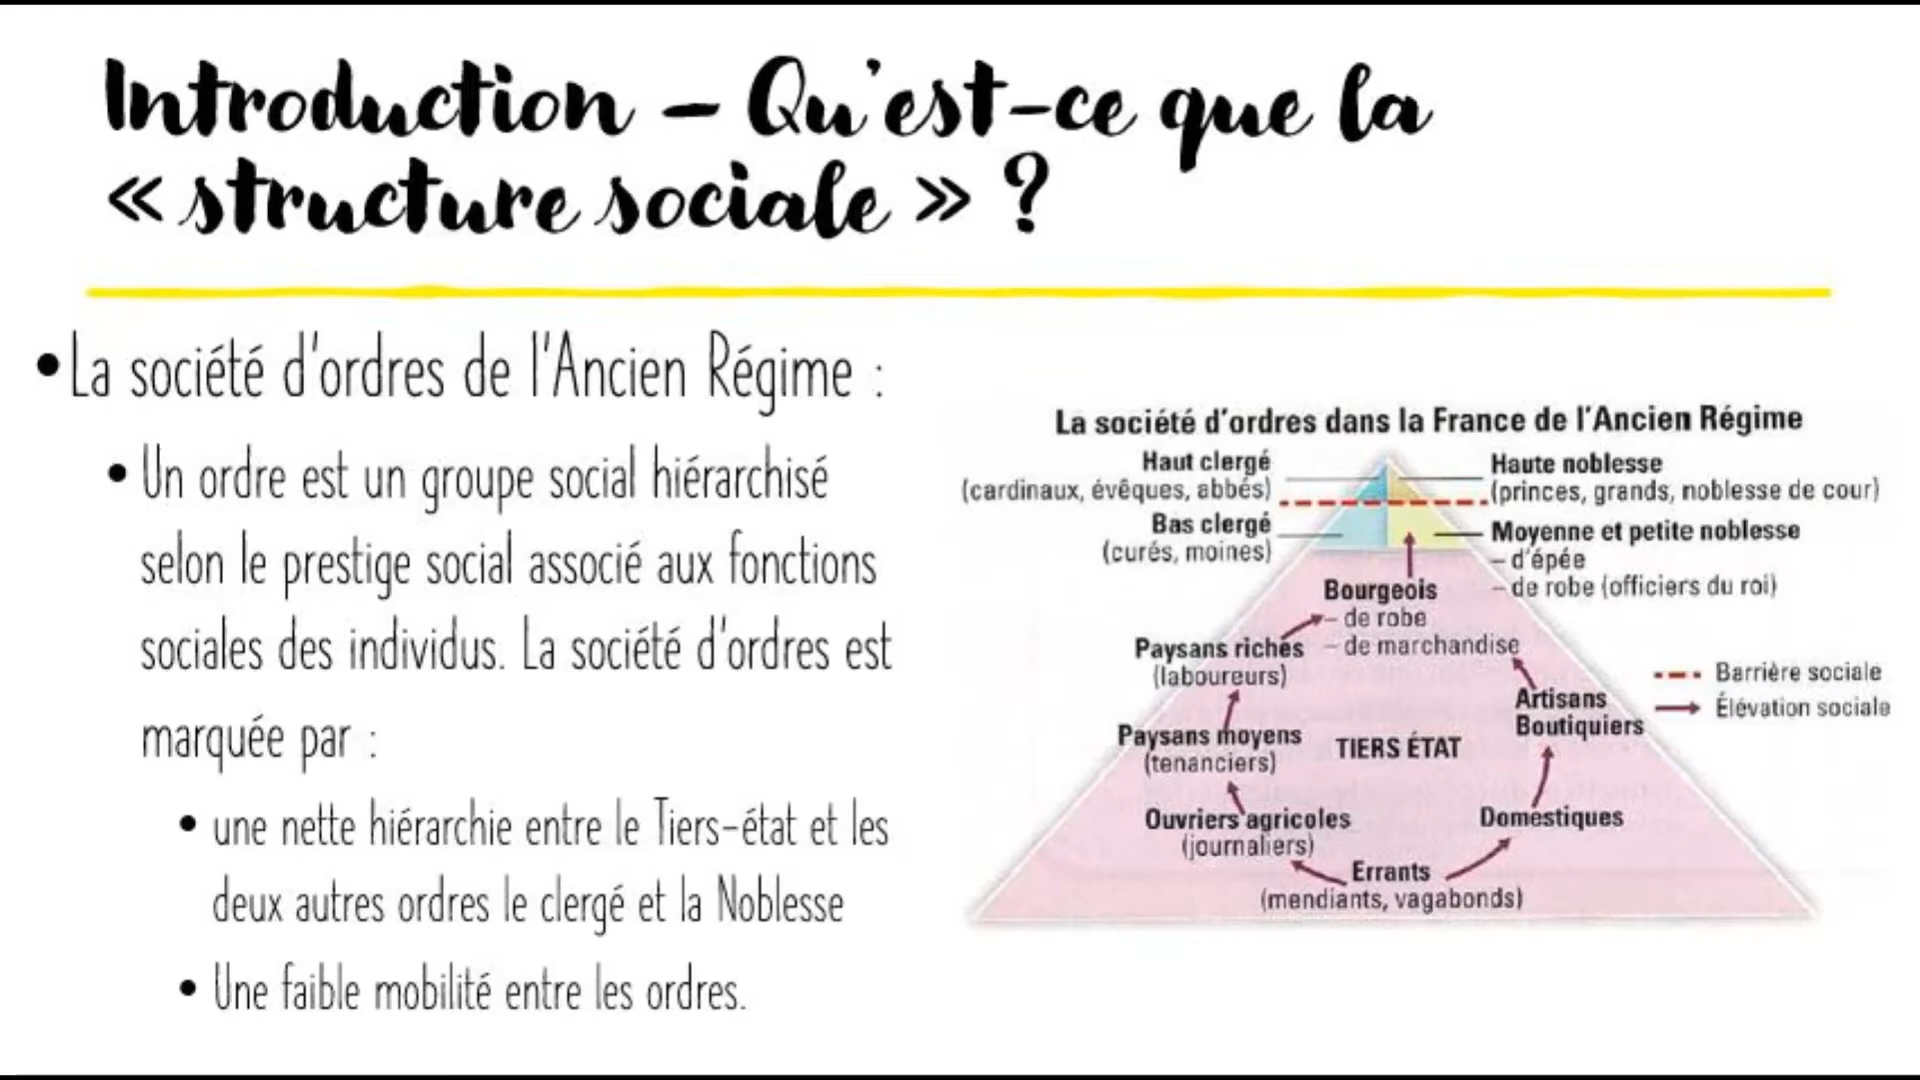 Introduction – Qu'est-ce que la
« structure sociale » ?
•La société d'ordres de l'Ancien Régime :
• Un ordre est un groupe social hiérarchisé
selon le prestige social associé aux fonctions
sociales des individus. La société d'ordres est
marquée par :
• une nette hiérarchie entre le Tiers-état et les
deux autres ordres le clergé et la Noblesse
• Une faible mobilité entre les ordres.
La société d'ordres dans la France de l'Ancien Régime
Haut clergé
(cardinaux, évêques, abbés)
Haute noblesse
(princes, grands, noblesse de cour)
Bas clergé
(curés, moines)
Moyenne et petite noblesse
– d'épée
– de robe (officiers du roi)
Bourgeois
– de robe
– de marchandise
Paysans riches
(laboureurs)
Barrière sociale
Élévation sociale
Artisans
Boutiquiers
Paysans moyens
(tenanciers)
TIERS ÉTAT
Ouvriers agricoles
(journaliers)
Domestiques
Errants
(mendiants, vagabonds)